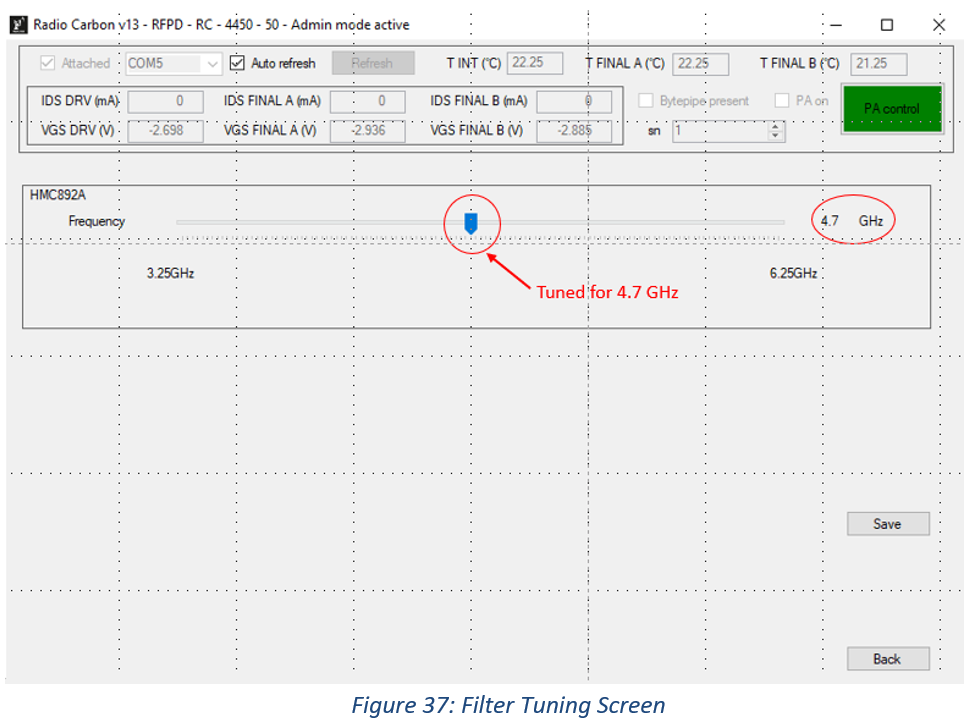 Radio Carbon v13 - RFPD - RC - 4450 - 50 - Admin mode active
Attached COM5 Auto refresh Refresh T INT (°C) 22.25 T FINAL A (°C) 22.25 T FINAL B (°C) 21.25
IDS DRV (mA) 0 IDS FINAL A (mA) 0 IDS FINAL B (mA) 0 Bytepipe present PA on PA control
VGS DRV (V) -2.698 VGS FINAL A (V) -2.936 VGS FINAL B (V) -2.885 sn 1
HMC892A
Frequency 4.7 GHz
3.25GHz 6.25GHz
Tuned for 4.7 GHz
Save
Back
Figure 37: Filter Tuning Screen